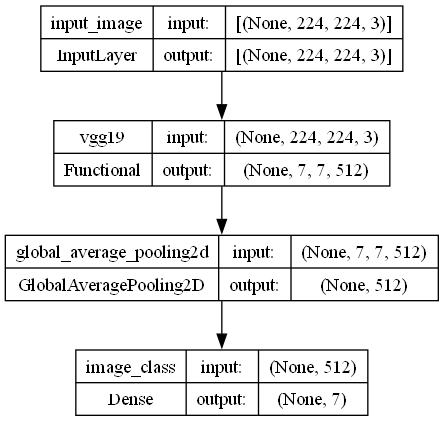 input_image input: [(None, 224, 224, 3)]
InputLayer output: [(None, 224, 224, 3)]
vgg19 input: (None, 224, 224, 3)
Functional output: (None, 7, 7, 512)
global_average_pooling2d input: (None, 7, 7, 512)
GlobalAveragePooling2D output: (None, 512)
image_class input: (None, 512)
Dense output: (None, 7)